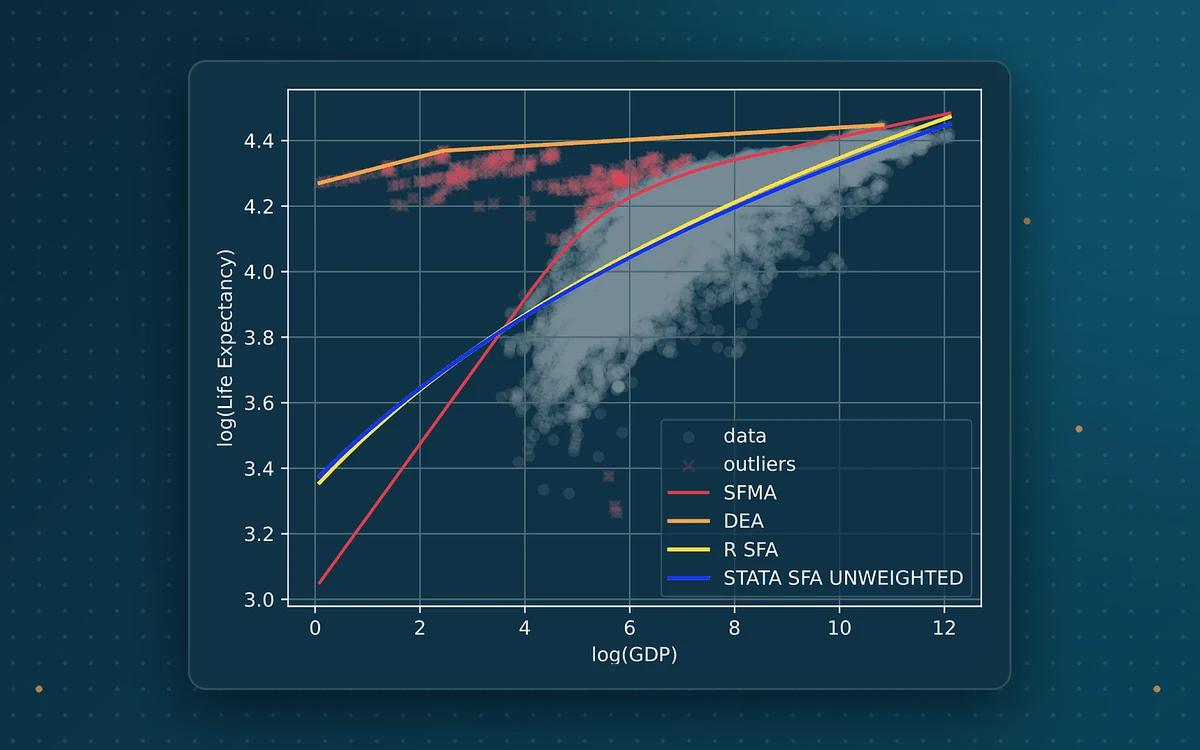 4.4
4.2
4.0
3.8
3.6
3.4
3.2
3.0
log(Life Expectancy)
data
outliers
SFMA
DEA
R SFA
STATA SFA UNWEIGHTED
0 2 4 6 8 10 12
log(GDP)